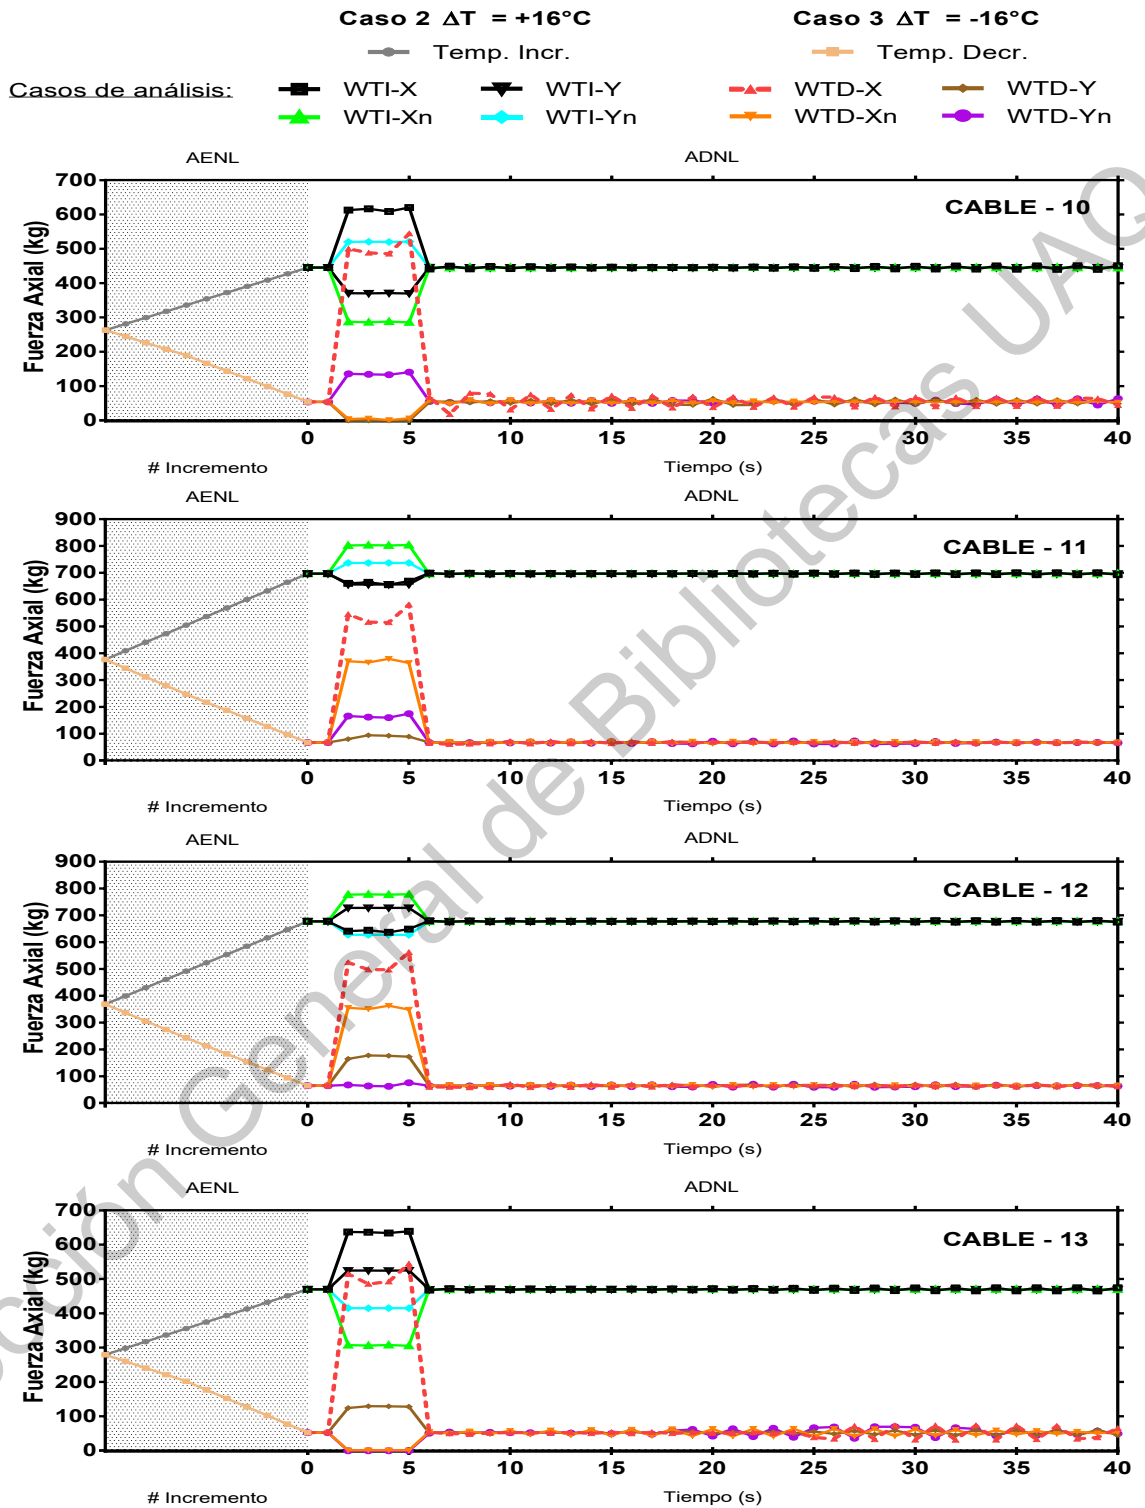 Caso 2 ΔT = +16°C Caso 3 ΔT = -16°C
Temp. Incr. Temp. Decr.
Casos de análisis: WTI-X WTI-Y WTD-X WTD-Y
WTI-Xn WTI-Yn WTD-Xn WTD-Yn
AENL ADNL
Fuerza Axial (kg)
CABLE - 10
700
600
500
400
300
200
100
0
0 5 10 15 20 25 30 35 40
# Incremento Tiempo (s)
AENL ADNL
Fuerza Axial (kg)
CABLE - 11
900
800
700
600
500
400
300
200
100
0
0 5 10 15 20 25 30 35 40
# Incremento Tiempo (s)
AENL ADNL
Fuerza Axial (kg)
CABLE - 12
900
800
700
600
500
400
300
200
100
0
0 5 10 15 20 25 30 35 40
# Incremento Tiempo (s)
AENL ADNL
Fuerza Axial (kg)
CABLE - 13
700
600
500
400
300
200
100
0
0 5 10 15 20 25 30 35 40
# Incremento Tiempo (s)
cción General de Bibliotecas UAQ